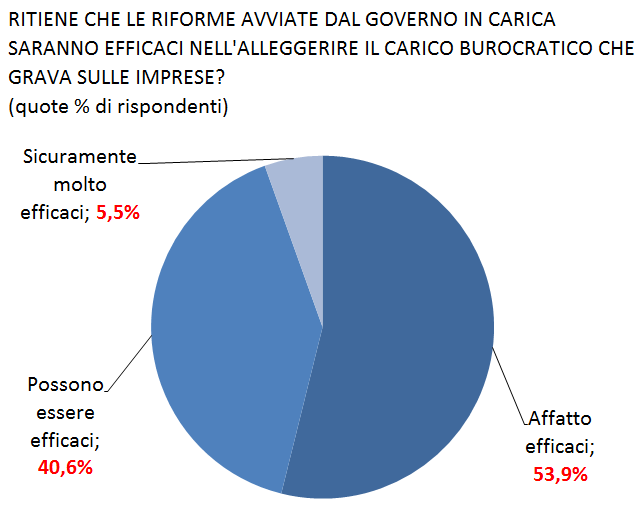 RITIENE CHE LE RIFORME AVVIATE DAL GOVERNO IN CARICA
SARANNO EFFICACI NELL'ALLEGGERIRE IL CARICO BUROCRATICO CHE
GRAVA SULLE IMPRESE?
(quote % di rispondenti)
Sicuramente
molto
efficaci; 5,5%
Possono
essere
efficaci;
40,6%
Affatto
efficaci;
53,9%